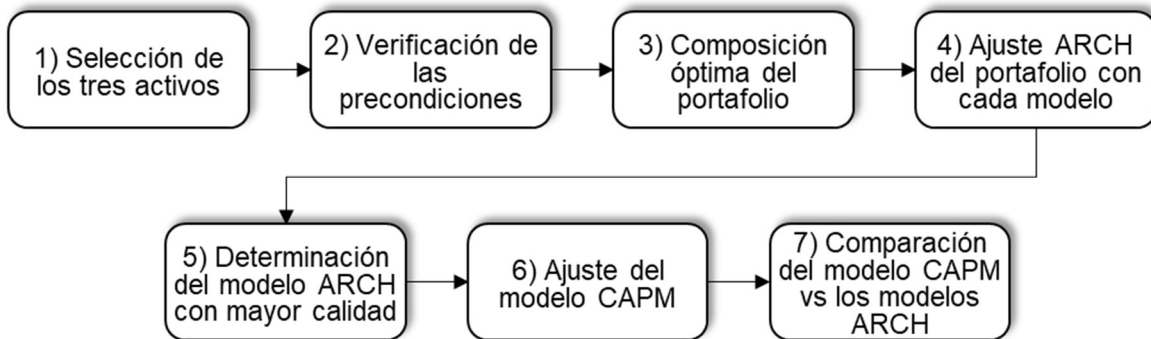 1) Selección de
los tres activos
2) Verificación de
las
precondiciones
3) Composición
óptima del
portafolio
4) Ajuste ARCH
del portafolio con
cada modelo
5) Determinación
del modelo ARCH
con mayor calidad
6) Ajuste del
modelo CAPM
7) Comparación
del modelo CAPM
vs los modelos
ARCH